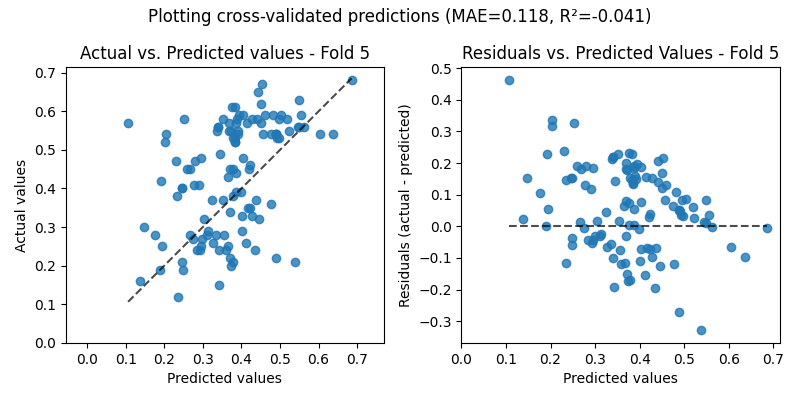 Plotting cross-validated predictions (MAE=0.118, R²=-0.041)
Actual vs. Predicted values - Fold 5
Actual values
0.7
0.6
0.5
0.4
0.3
0.2
0.1
0.0
0.0 0.1 0.2 0.3 0.4 0.5 0.6 0.7
Predicted values
Residuals vs. Predicted Values - Fold 5
Residuals (actual - predicted)
0.5
0.4
0.3
0.2
0.1
0.0
−0.1
−0.2
−0.3
0.0 0.1 0.2 0.3 0.4 0.5 0.6 0.7
Predicted values